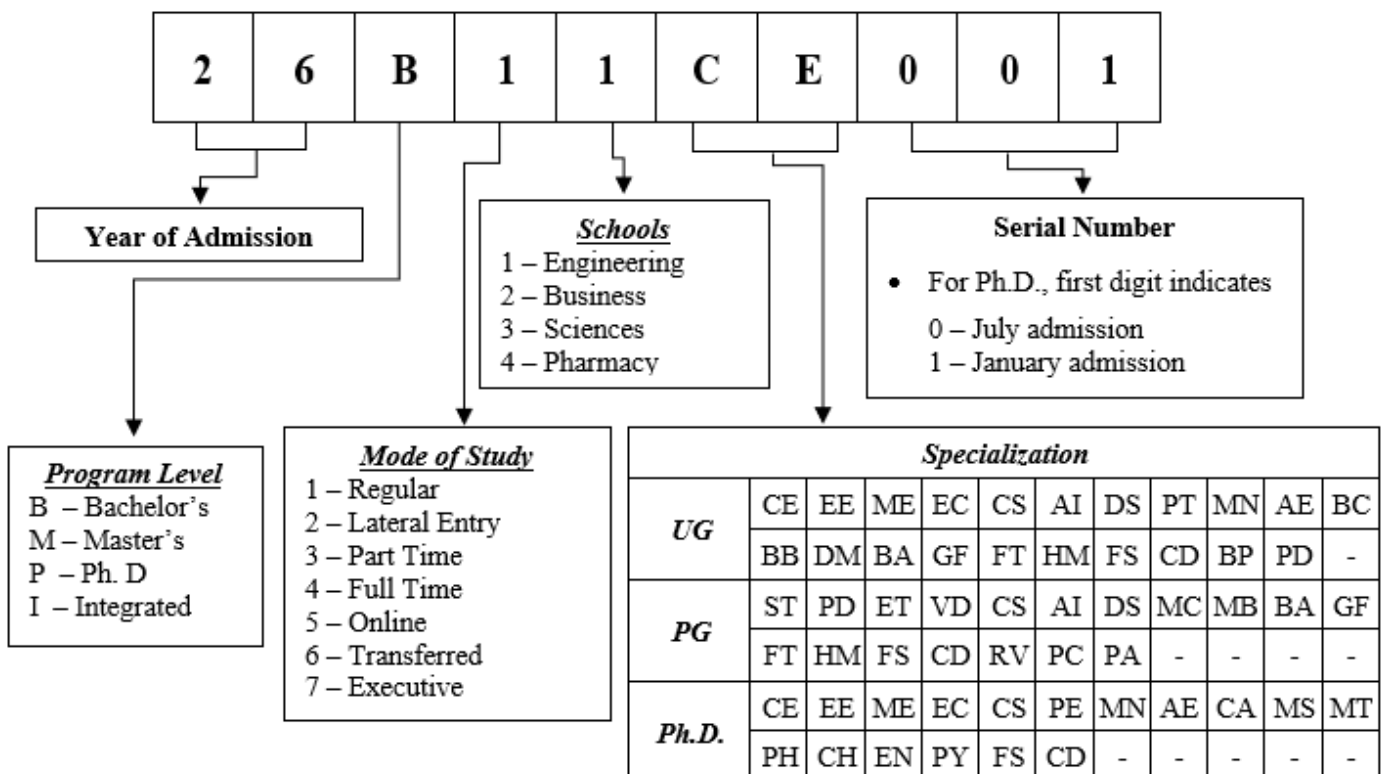 2 6 B 1 1 C E 0 0 1
Year of Admission
Schools
1 – Engineering
2 – Business
3 – Sciences
4 – Pharmacy
Serial Number
• For Ph.D., first digit indicates
0 – July admission
1 – January admission
Program Level
B – Bachelor's
M – Master's
P – Ph. D
I – Integrated
Mode of Study
1 – Regular
2 – Lateral Entry
3 – Part Time
4 – Full Time
5 – Online
6 – Transferred
7 – Executive
Specialization
UG
CE EE ME EC CS AI DS PT MN AE BC
BB DM BA GF FT HM FS CD BP PD -
PG
ST PD ET VD CS AI DS MC MB BA GF
FT HM FS CD RV PC PA - - - -
Ph.D.
CE EE ME EC CS PE MN AE CA MS MT
PH CH EN PY FS CD - - - - -